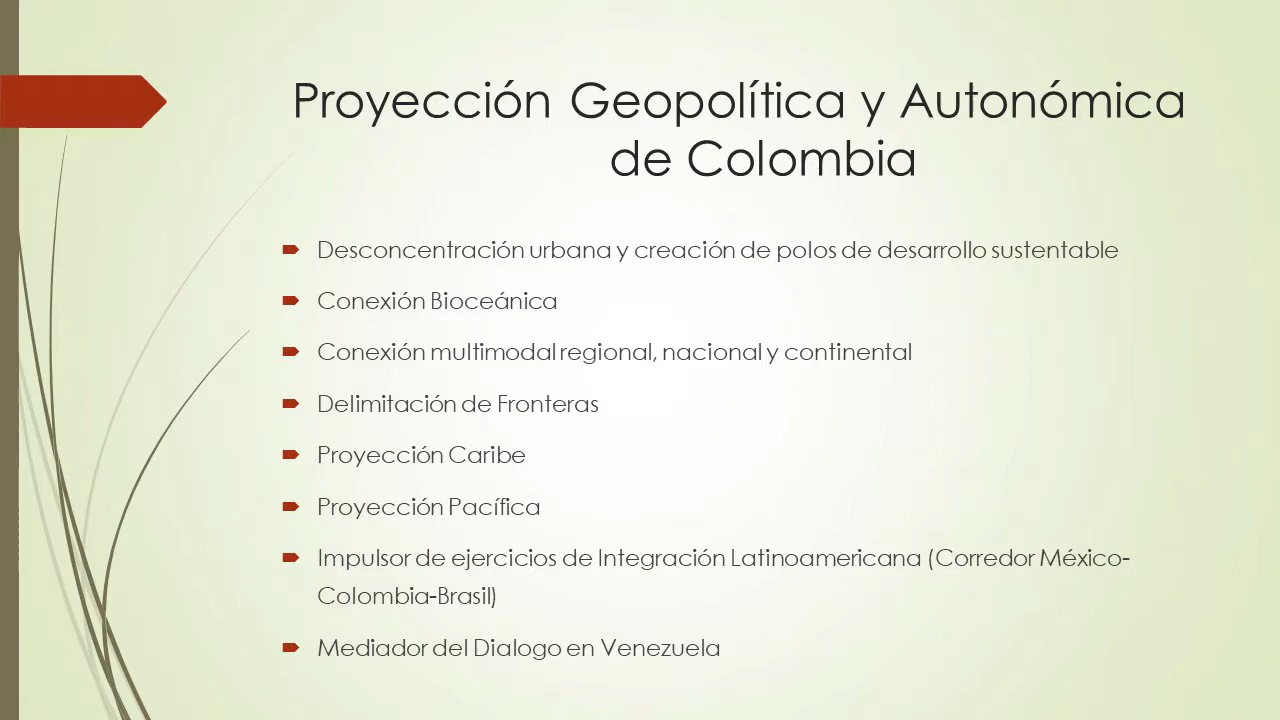 Proyección Geopolítica y Autonómica
de Colombia
Desconcentración urbana y creación de polos de desarrollo sustentable
Conexión Bioceánica
Conexión multimodal regional, nacional y continental
Delimitación de Fronteras
Proyección Caribe
Proyección Pacífica
Impulsor de ejercicios de Integración Latinoamericana (Corredor México-
Colombia-Brasil)
Mediador del Dialogo en Venezuela